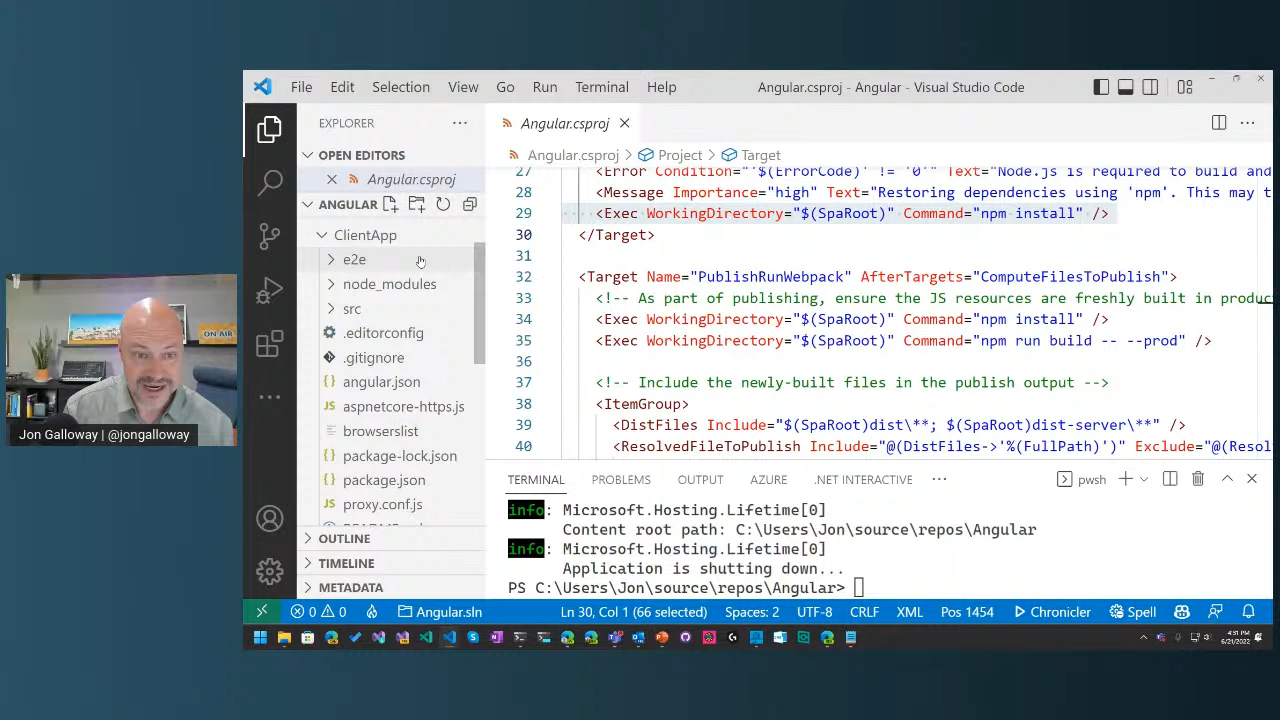 File Edit Selection View Go Run Terminal Help
Angular.csproj - Angular - Visual Studio Code
EXPLORER
OPEN EDITORS
Angular.csproj
ANGULAR
ClientApp
e2e
node_modules
src
.editorconfig
.gitignore
angular.json
aspnetcore-https.js
browserslist
package-lock.json
package.json
proxy.conf.js
OUTLINE
TIMELINE
METADATA
Angular.csproj
Angular.csproj Project Target
27 <Error Condition="'$(ErrorCode)' != '0'" Text="Node.js is required to build and
28 <Message Importance="high" Text="Restoring dependencies using 'npm'. This may t
29 <Exec WorkingDirectory="$(SpaRoot)" Command="npm install" />
30 </Target>
31
32 <Target Name="PublishRunWebpack" AfterTargets="ComputeFilesToPublish">
33 <!-- As part of publishing, ensure the JS resources are freshly built in produc
34 <Exec WorkingDirectory="$(SpaRoot)" Command="npm install" />
35 <Exec WorkingDirectory="$(SpaRoot)" Command="npm run build -- --prod" />
36
37 <!-- Include the newly-built files in the publish output -->
38 <ItemGroup>
39 <DistFiles Include="$(SpaRoot)dist\**; $(SpaRoot)dist-server\**" />
40 <ResolvedFileToPublish Include="@(DistFiles->'%(FullPath)')" Exclude="@(Resol
TERMINAL PROBLEMS OUTPUT AZURE .NET INTERACTIVE
pwsh
info: Microsoft.Hosting.Lifetime[0]
Content root path: C:\Users\Jon\source\repos\Angular
info: Microsoft.Hosting.Lifetime[0]
Application is shutting down...
PS C:\Users\Jon\source\repos\Angular>
0 0 Angular.sln Ln 30, Col 1 (66 selected) Spaces: 2 UTF-8 CRLF XML Pos 1454 Chronicler Spell
4:31 PM
6/21/2022
ON AIR
Jon Galloway | @jongalloway